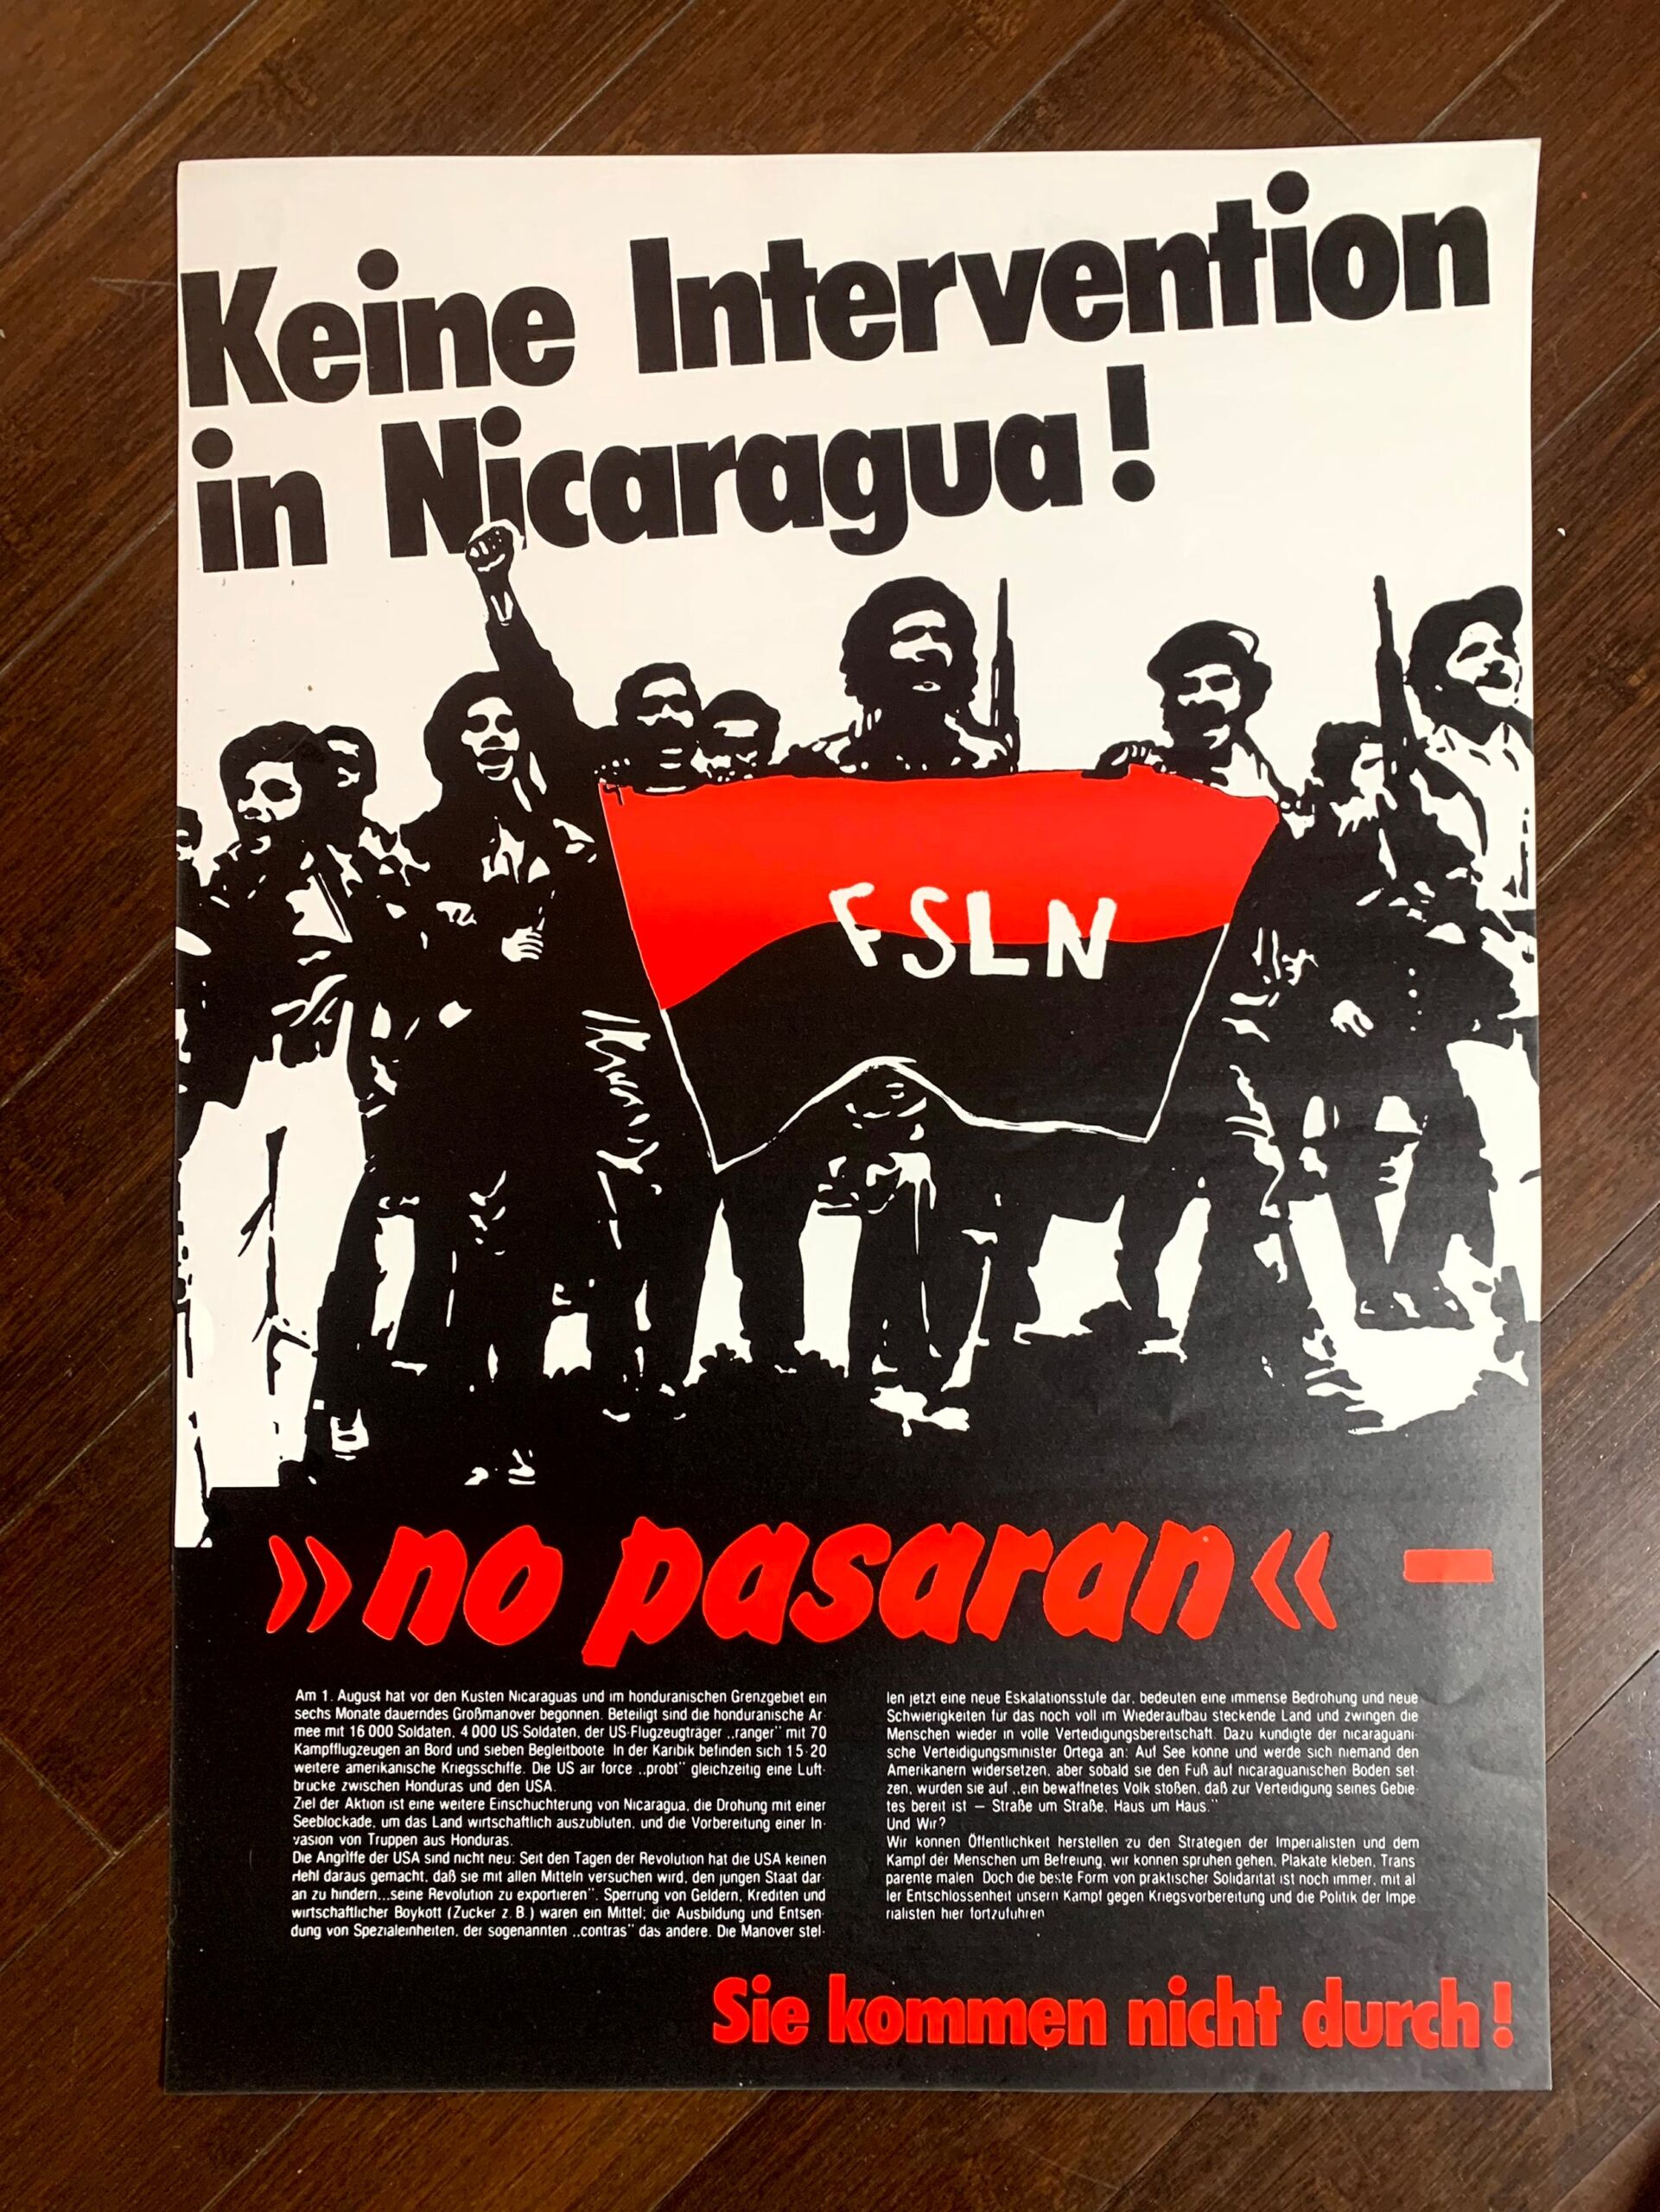 Keine Intervention
in Nicaragua!
FSLN
»no pasaran« –
Am 1. August hat vor den Kusten Nicaraguas und im honduranischen Grenzgebiet ein
sechs Monate dauerndes Großmanover begonnen. Beteiligt sind die honduranische Ar-
mee mit 16 000 Soldaten, 4 000 US-Soldaten, der US-Flugzeugträger „ranger" mit 70
Kampfflugzeugen an Bord und sieben Begleitboote. In der Karibik befinden sich 15-20
weitere amerikanische Kriegsschiffe. Die US air force „probt" gleichzeitig eine Luft-
brucke zwischen Honduras und den USA.
Ziel der Aktion ist eine weitere Einschuchterung von Nicaragua, die Drohung mit einer
Seeblockade, um das Land wirtschaftlich auszubluten, und die Vorbereitung einer In-
vasion von Truppen aus Honduras.
Die Angriffe der USA sind nicht neu: Seit den Tagen der Revolution hat die USA keinen
Hehl daraus gemacht, daß sie mit allen Mitteln versuchen wird, den jungen Staat dar-
an zu hindern...seine Revolution zu exportieren". Sperrung von Geldern, Krediten und
wirtschaftlicher Boykott (Zucker z. B.) waren ein Mittel; die Ausbildung und Entsen-
dung von Spezialeinheiten, der sogenannten „contras" das andere. Die Manover stel-
len jetzt eine neue Eskalationsstufe dar, bedeuten eine immense Bedrohung und neue
Schwierigkeiten für das noch voll im Wiederaufbau steckende Land und zwingen die
Menschen wieder in volle Verteidigungsbereitschaft. Dazu kundigte der nicaraguani-
sche Verteidigungsminister Ortega an: Auf See konne und werde sich niemand den
Amerikanern widersetzen, aber sobald sie den Fuß auf nicaraguanischen Boden set-
zen, wurden sie auf „ein bewaffnetes Volk stoßen, daß zur Verteidigung seines Gebie-
tes bereit ist — Straße um Straße, Haus um Haus."
Und Wir?
Wir konnen Öffentlichkeit herstellen zu den Strategien der Imperialisten und dem
Kampf der Menschen um Befreiung, wir konnen spruhen gehen, Plakate kleben, Trans
parente malen. Doch die beste Form von praktischer Solidarität ist noch immer, mit al
ler Entschlossenheit unsern Kampf gegen Kriegsvorbereitung und die Politik der Impe
rialisten hier fortzufuhren
Sie kommen nicht durch!